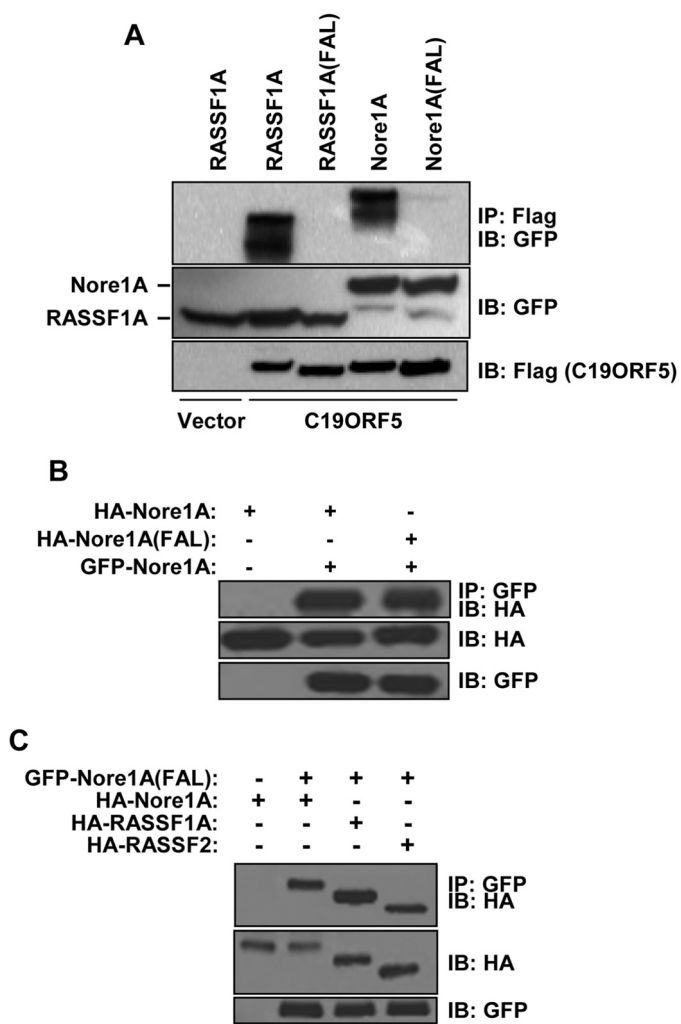 A
RASSF1A
RASSF1A
RASSF1A(FAL)
Nore1A
Nore1A(FAL)
IP: Flag
IB: GFP
Nore1A –
RASSF1A –
IB: GFP
IB: Flag (C19ORF5)
Vector C19ORF5
B
HA-Nore1A: + + -
HA-Nore1A(FAL): - - +
GFP-Nore1A: - + +
IP: GFP
IB: HA
IB: HA
IB: GFP
C
GFP-Nore1A(FAL): - + + +
HA-Nore1A: + + - -
HA-RASSF1A: - - + -
HA-RASSF2: - - - +
IP: GFP
IB: HA
IB: HA
IB: GFP